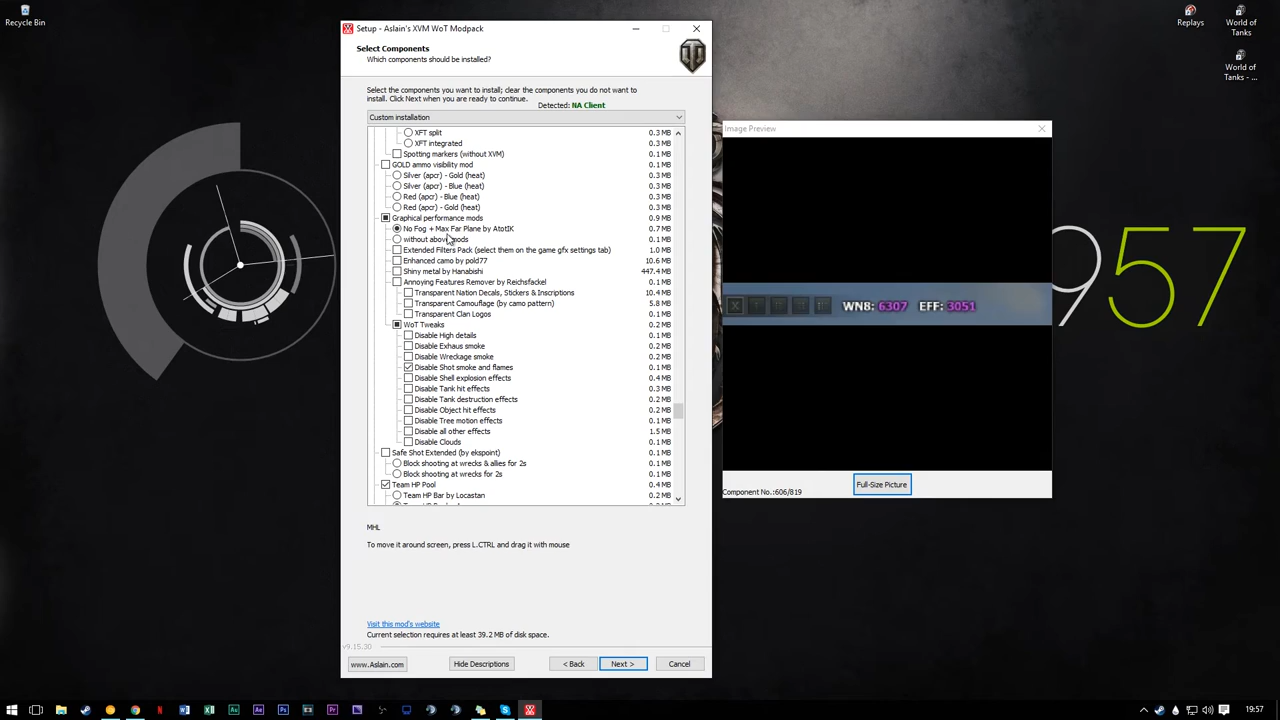 Recycle Bin
Replays
World of
Tanks
World of
Tanks - ...
957
Setup - Aslain's XVM WoT Modpack
Select Components
Which components should be installed?
Select the components you want to install; clear the components you do not want to
install. Click Next when you are ready to continue.
Detected: NA Client
Custom installation
XFT split 0.3 MB
XFT integrated 0.3 MB
Spotting markers (without XVM) 0.1 MB
GOLD ammo visibility mod 0.1 MB
Silver (apcr) - Gold (heat) 0.3 MB
Silver (apcr) - Blue (heat) 0.3 MB
Red (apcr) - Blue (heat) 0.3 MB
Red (apcr) - Gold (heat) 0.3 MB
Graphical performance mods 0.9 MB
No Fog + Max Far Plane by AtotIK 0.7 MB
without above mods 0.1 MB
Extended Filters Pack (select them on the game gfx settings tab) 1.0 MB
Enhanced camo by pold77 10.6 MB
Shiny metal by Hanabishi 447.4 MB
Annoying Features Remover by Reichsfackel 0.1 MB
Transparent Nation Decals, Stickers & Inscriptions 10.4 MB
Transparent Camouflage (by camo pattern) 5.8 MB
Transparent Clan Logos 0.1 MB
WoT Tweaks 0.2 MB
Disable High details 0.1 MB
Disable Exhaus smoke 0.2 MB
Disable Wreckage smoke 0.2 MB
Disable Shot smoke and flames 0.1 MB
Disable Shell explosion effects 0.4 MB
Disable Tank hit effects 0.3 MB
Disable Tank destruction effects 0.2 MB
Disable Object hit effects 0.2 MB
Disable Tree motion effects 0.1 MB
Disable all other effects 1.5 MB
Disable Clouds 0.1 MB
Safe Shot Extended (by ekspoint) 0.1 MB
Block shooting at wrecks & allies for 2s 0.1 MB
Block shooting at wrecks for 2s 0.1 MB
Team HP Pool 0.4 MB
Team HP Bar by Locastan 0.2 MB
MHL
To move it around screen, press L.CTRL and drag it with mouse
Visit this mod's website
Current selection requires at least 39.2 MB of disk space.
v9.15.30
www.Aslain.com
Hide Descriptions
< Back
Next >
Cancel
Image Preview
WN8: 6307 EFF: 3051
Component No.:606/819
Full-Size Picture
19:57